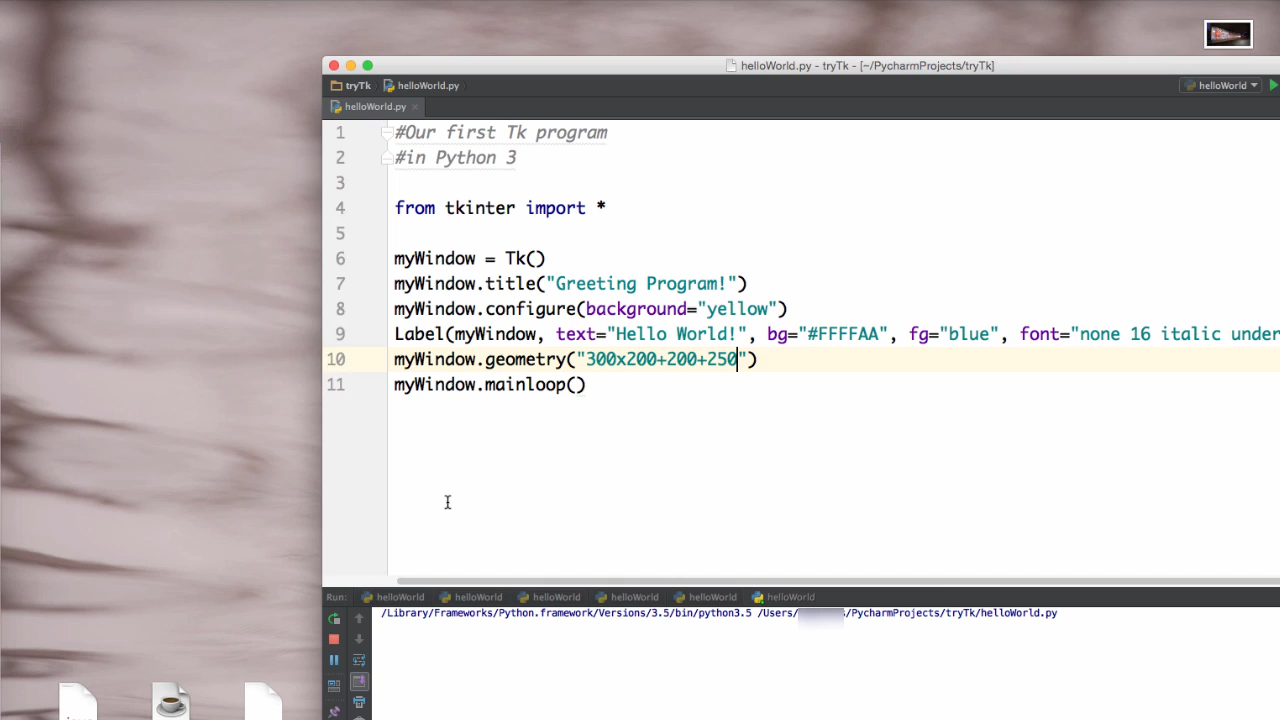 helloWorld.py - tryTk - [~/PycharmProjects/tryTk]
tryTk helloWorld.py helloWorld
helloWorld.py
1 #Our first Tk program
2 #in Python 3
3
4 from tkinter import *
5
6 myWindow = Tk()
7 myWindow.title("Greeting Program!")
8 myWindow.configure(background="yellow")
9 Label(myWindow, text="Hello World!", bg="#FFFFAA", fg="blue", font="none 16 italic under
10 myWindow.geometry("300x200+200+250")
11 myWindow.mainloop()
Run: helloWorld helloWorld helloWorld helloWorld helloWorld helloWorld
/Library/Frameworks/Python.framework/Versions/3.5/bin/python3.5 /Users/ /PycharmProjects/tryTk/helloWorld.py